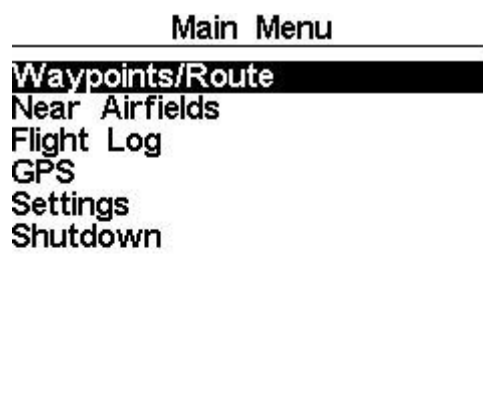 Main Menu
Waypoints/Route
Near Airfields
Flight Log
GPS
Settings
Shutdown